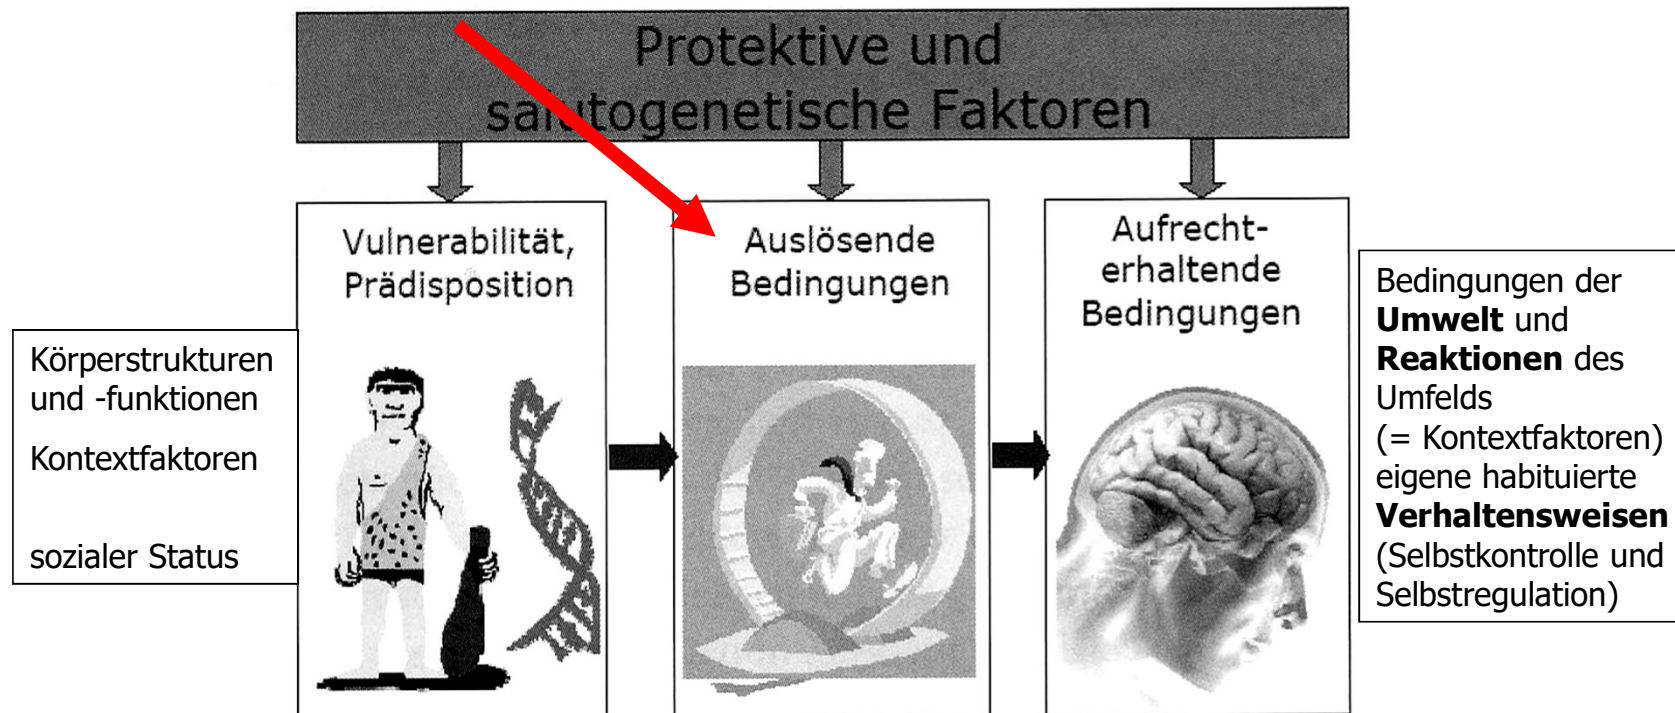 Protektive und
salutogenetische Faktoren
Vulnerabilität,
Prädisposition
Auslösende
Bedingungen
Aufrecht-
erhaltende
Bedingungen
Körperstrukturen
und -funktionen
Kontextfaktoren
sozialer Status
Bedingungen der
Umwelt und
Reaktionen des
Umfelds
(= Kontextfaktoren)
eigene habituierte
Verhaltensweisen
(Selbstkontrolle und
Selbstregulation)